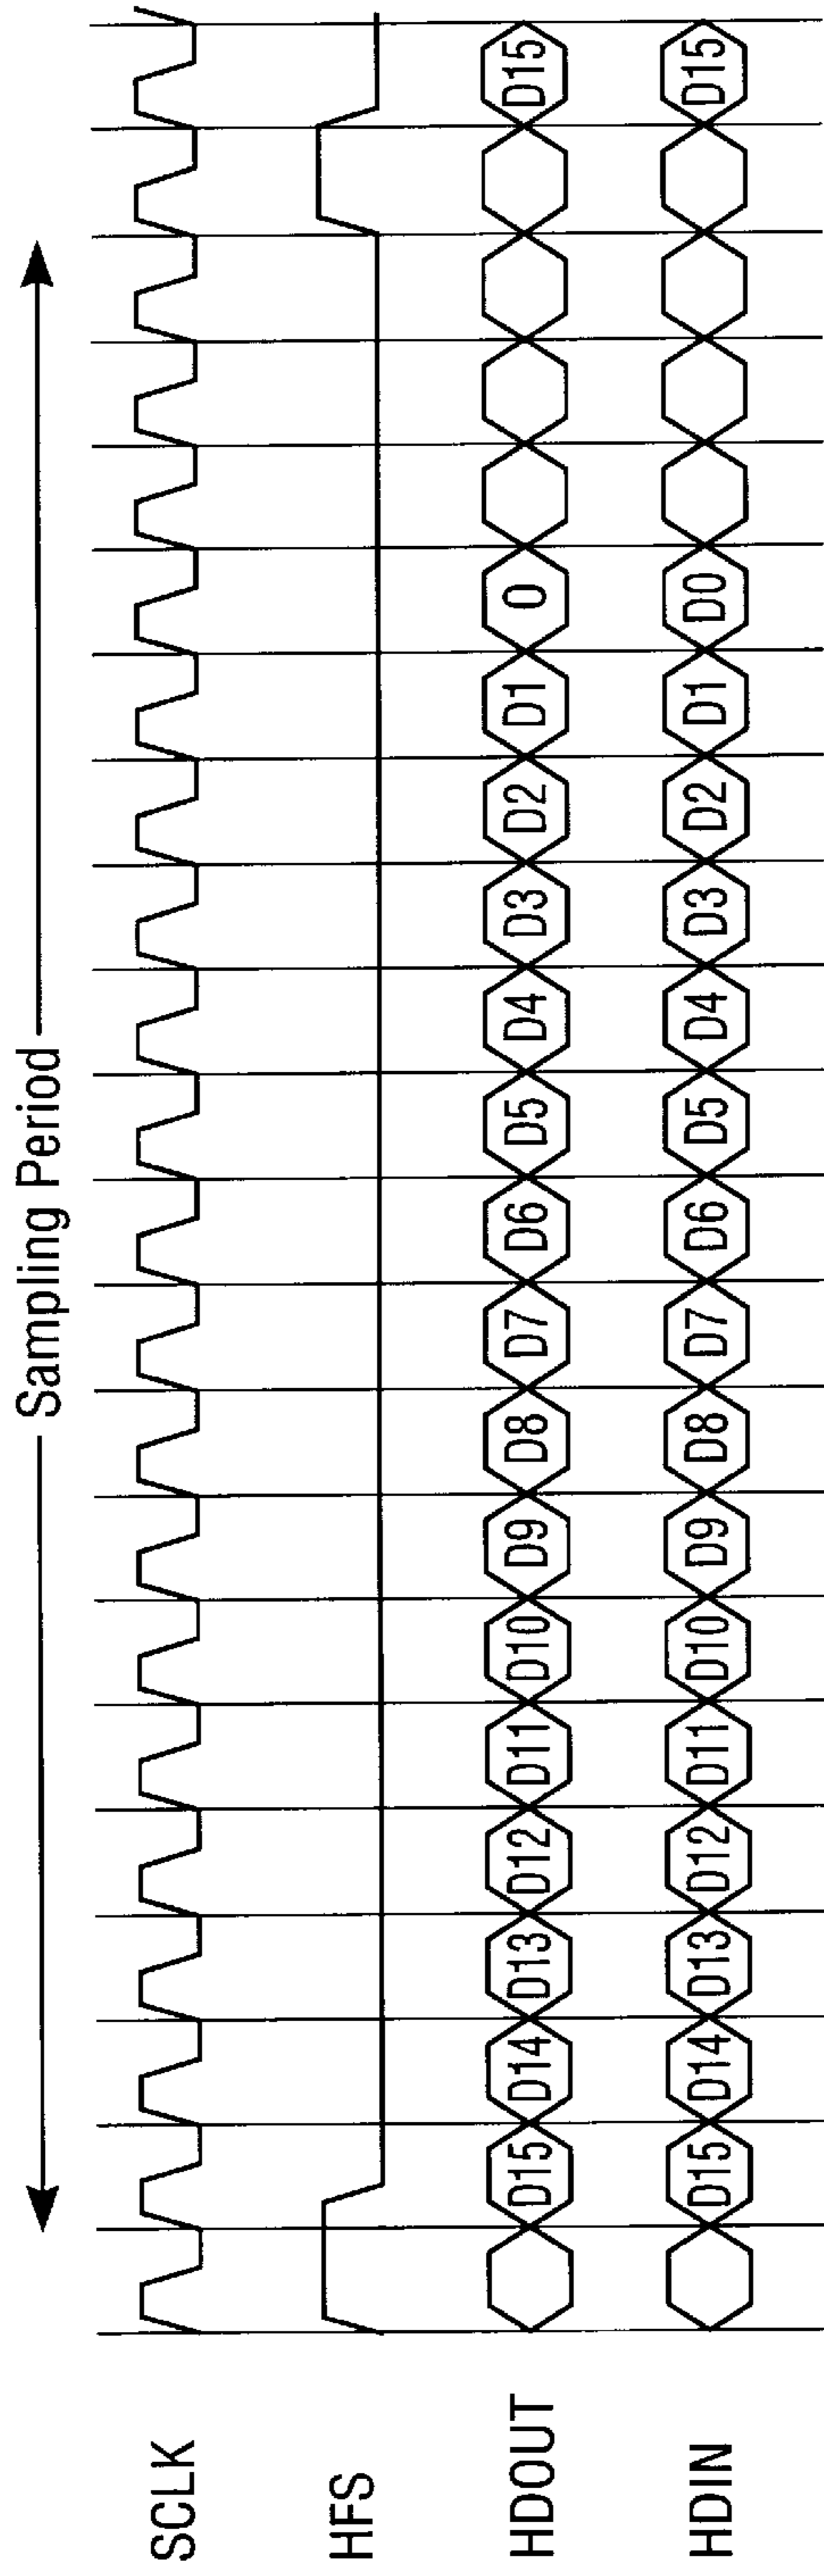 Sampling Period
SCLK
HFS
HDOUT D15 D14 D13 D12 D11 D10 D9 D8 D7 D6 D5 D4 D3 D2 D1 0 D15
HDIN D15 D14 D13 D12 D11 D10 D9 D8 D7 D6 D5 D4 D3 D2 D1 D0 D15